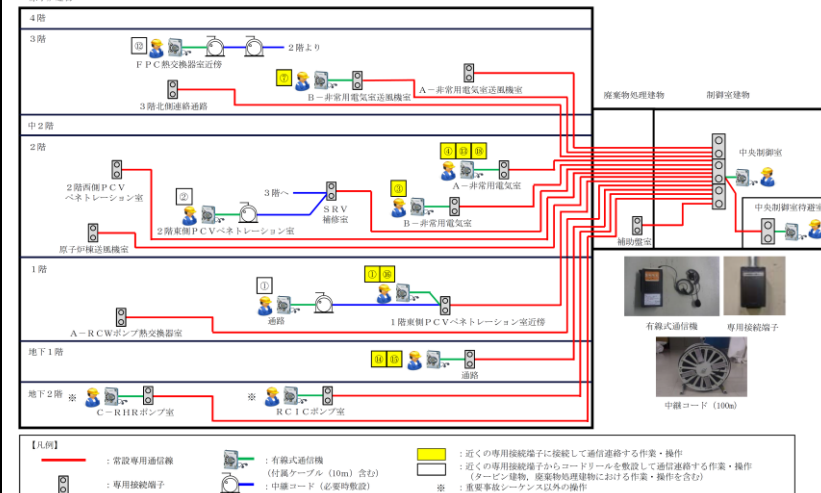 4階
3階
⑫
2階より
FPC熱交換器室近傍
⑦
A-非常用電気室送風機室
B-非常用電気室送風機室
3階北側連絡通路
廃棄物処理建物
制御室建物
中2階
2階
④ ⑬ ⑱
中央制御室
2階西側PCV
ペネトレーション室
②
3階へ
SRV
補修室
③
A-非常用電気室
B-非常用電気室
2階東側PCVペネトレーション室
原子炉棟送風機室
補助盤室
中央制御室待避室
1階
①
① ⑯
通路
1階東側PCVペネトレーション室近傍
A-RCWポンプ熱交換器室
有線式通信機
専用接続端子
地下1階
⑭ ⑮
通路
中継コード(100m)
地下2階
※
C-RHRポンプ室
※
RCICポンプ室
【凡例】
:常設専用通信線
:専用接続端子
:有線式通信機
(付属ケーブル(10m)含む)
:中継コード(必要時敷設)
:近くの専用接続端子に接続して通信連絡する作業・操作
:近くの専用接続端子からコードリールを敷設して通信連絡する作業・操作
(タービン建物,廃棄物処理建物における作業・操作を含む)
※ :重要事故シーケンス以外の操作